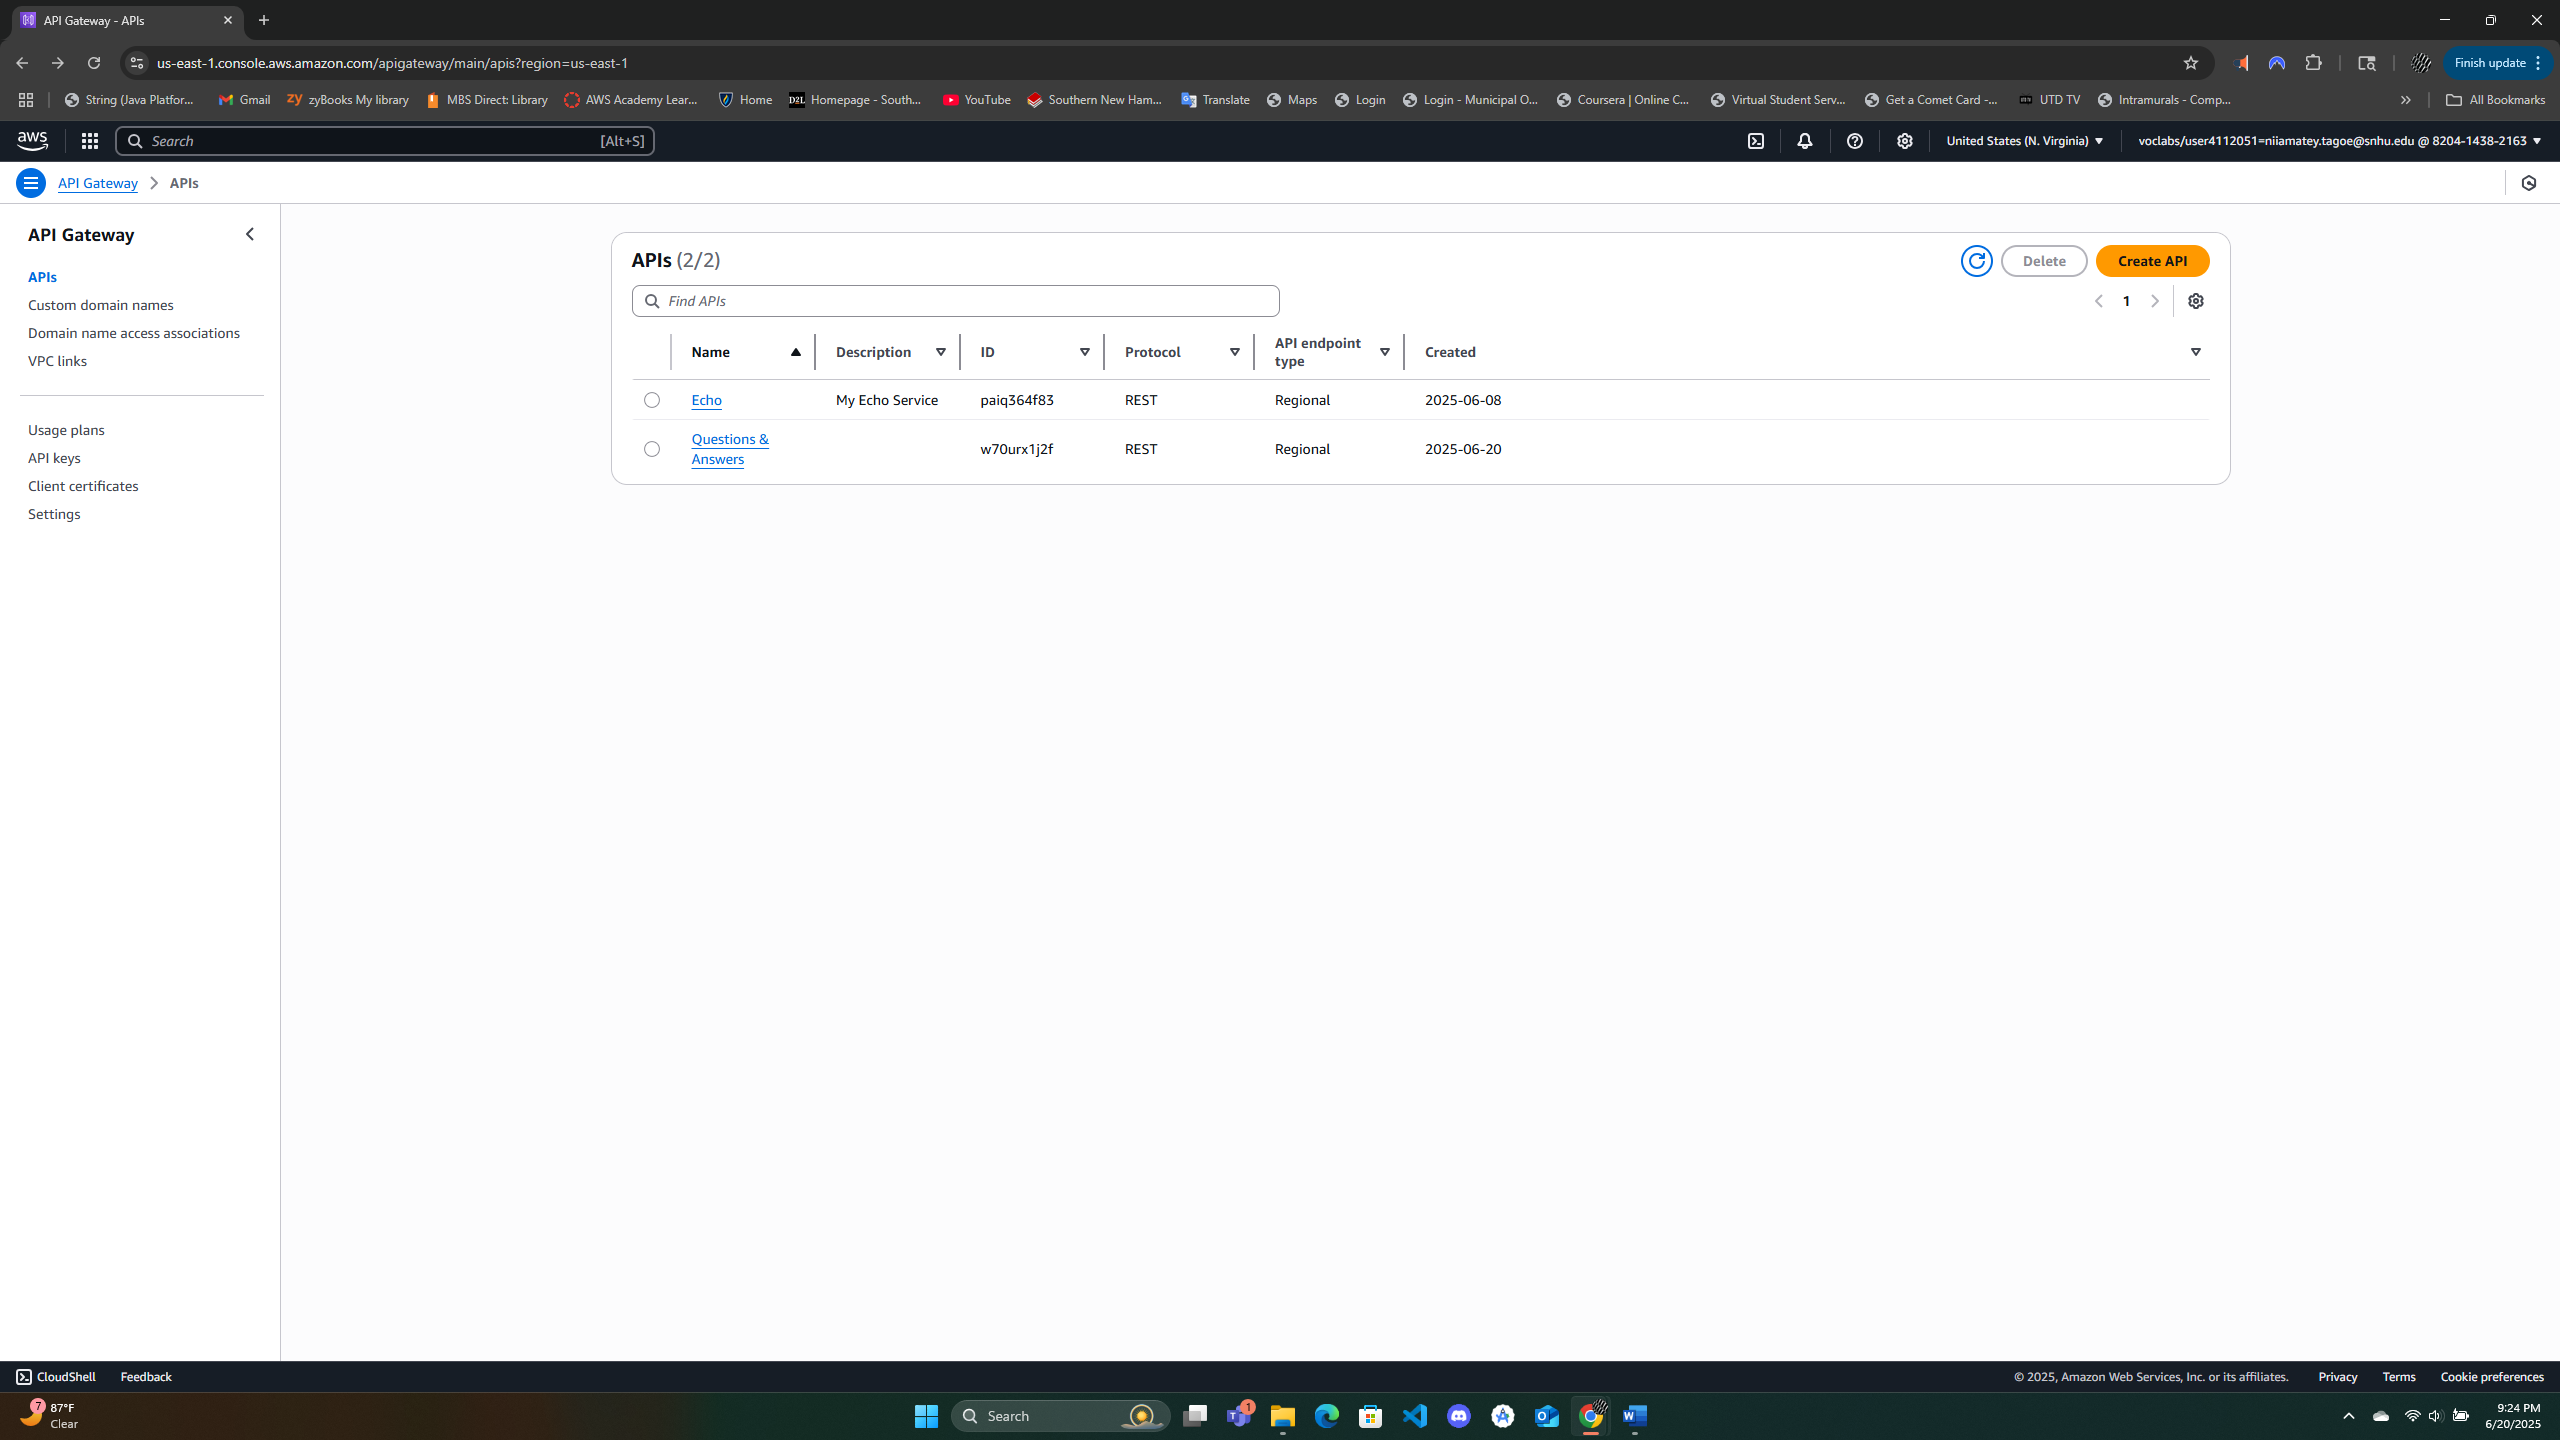 API Gateway - APIs
us-east-1.console.aws.amazon.com/apigateway/main/apis?region=us-east-1
Finish update
String (Java Platfor...
Gmail
zyBooks My library
MBS Direct: Library
AWS Academy Lear...
Home
D2L Homepage - South...
YouTube
Southern New Ham...
Translate
Maps
Login
Login - Municipal O...
Coursera | Online C...
Virtual Student Serv...
Get a Comet Card -...
UTD TV
Intramurals - Comp...
All Bookmarks
aws
Search
[Alt+S]
United States (N. Virginia)
voclabs/user4112051=niiamatey.tagoe@snhu.edu @ 8204-1438-2163
API Gateway
APIs
API Gateway
APIs
Custom domain names
Domain name access associations
VPC links
Usage plans
API keys
Client certificates
Settings
APIs (2/2)
Delete
Create API
Find APIs
1
Name
Description
ID
Protocol
API endpoint type
Created
Echo
My Echo Service
paiq364f83
REST
Regional
2025-06-08
Questions & Answers
w70urx1j2f
REST
Regional
2025-06-20
CloudShell
Feedback
© 2025, Amazon Web Services, Inc. or its affiliates.
Privacy
Terms
Cookie preferences
7
87°F
Clear
Search
1
9:24 PM
6/20/2025